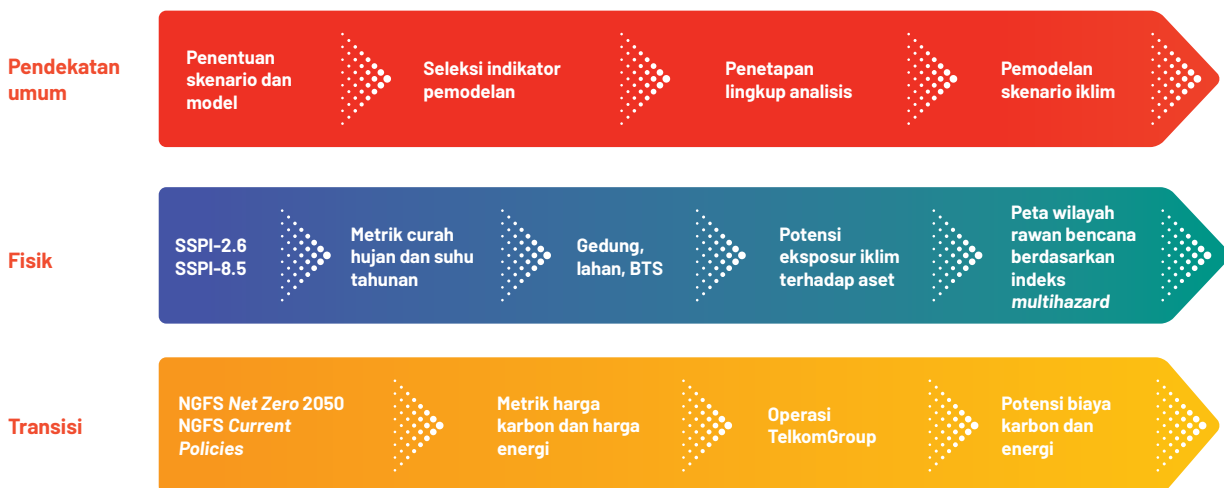 Pendekatan
umum
Penentuan
skenario dan
model
Seleksi indikator
pemodelan
Penetapan
lingkup analisis
Pemodelan
skenario iklim
Fisik
SSPI-2.6
SSPI-8.5
Metrik curah
hujan dan suhu
tahunan
Gedung,
lahan, BTS
Potensi
eksposur iklim
terhadap aset
Peta wilayah
rawan bencana
berdasarkan
indeks
multihazard
Transisi
NGFS Net Zero 2050
NGFS Current
Policies
Metrik harga
karbon dan harga
energi
Operasi
TelkomGroup
Potensi biaya
karbon dan
energi